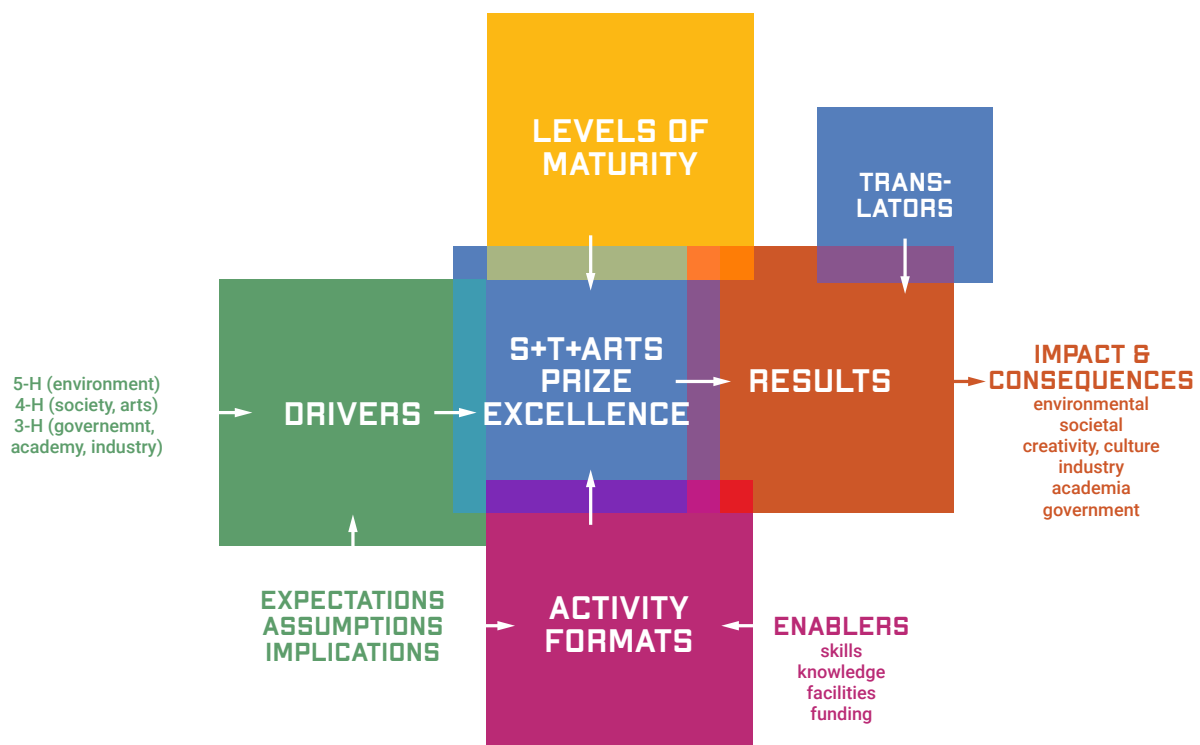 LEVELS OF
MATURITY
TRANS-
LATORS
S+T+ARTS
PRIZE
EXCELLENCE
DRIVERS
RESULTS
5-H (environment)
4-H (society, arts)
3-H (governemnt,
academy, industry)
IMPACT &
CONSEQUENCES
environmental
societal
creativity, culture
industry
academia
government
EXPECTATIONS
ASSUMPTIONS
IMPLICATIONS
ACTIVITY
FORMATS
ENABLERS
skills
knowledge
facilities
funding